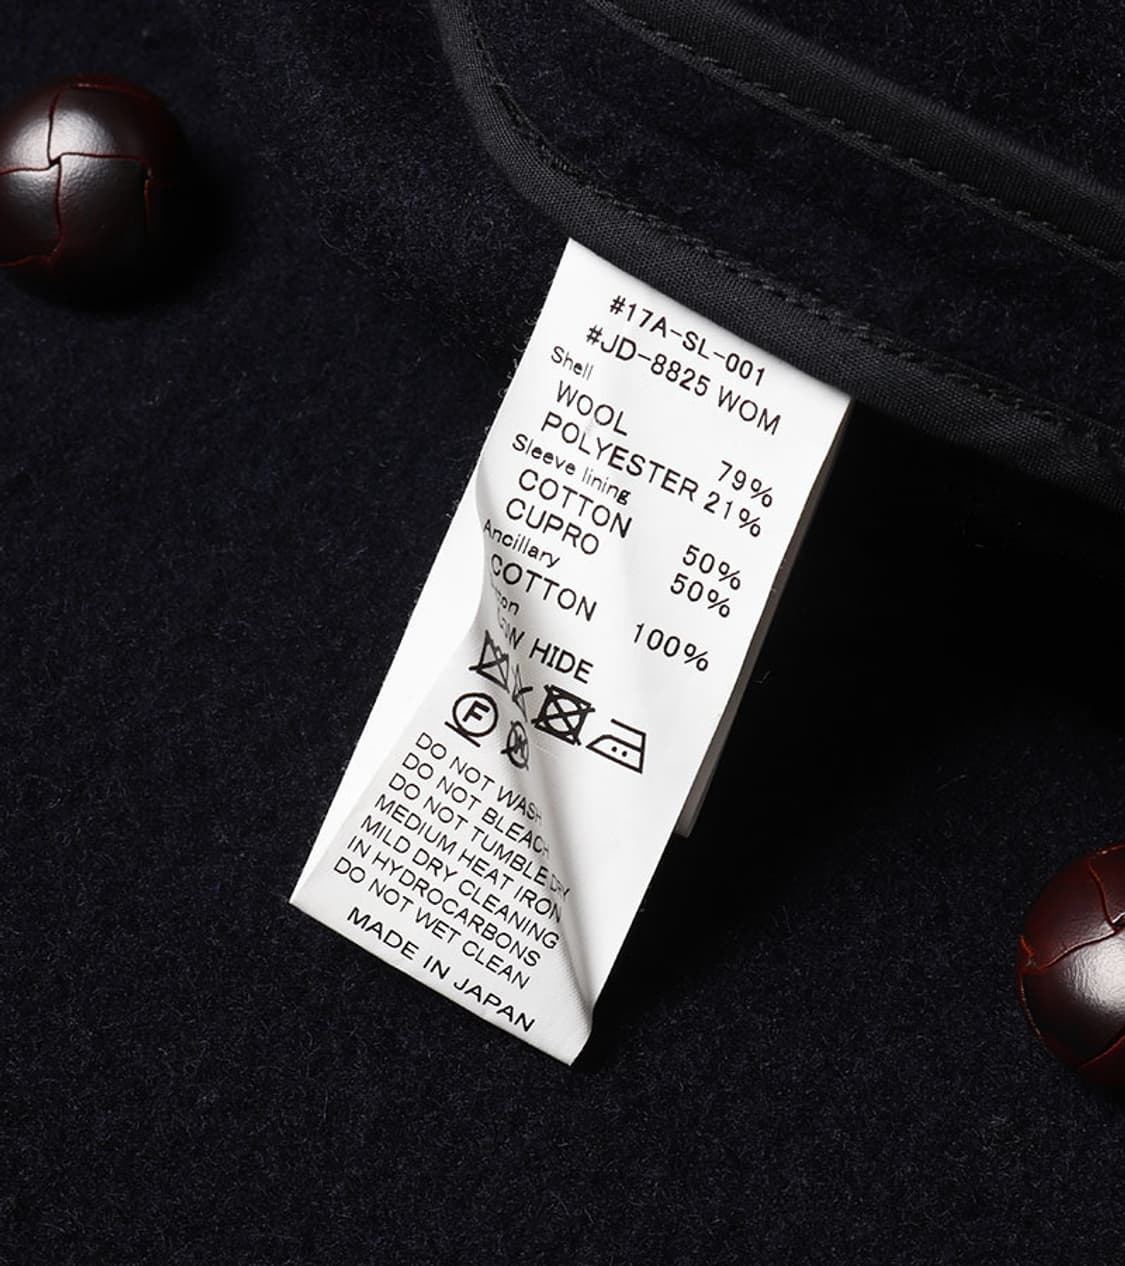 #17A-SL-001
#JD-8825 WOM
Shell
WOOL 79%
POLYESTER 21%
Sleeve lining
COTTON 50%
CUPRO 50%
Ancillary
COTTON 100%
HIDE
F
DO NOT WASH
DO NOT BLEACH
DO NOT TUMBLE DRY
MEDIUM HEAT IRON
MILD DRY CLEANING
IN HYDROCARBONS
DO NOT WET CLEAN
MADE IN JAPAN